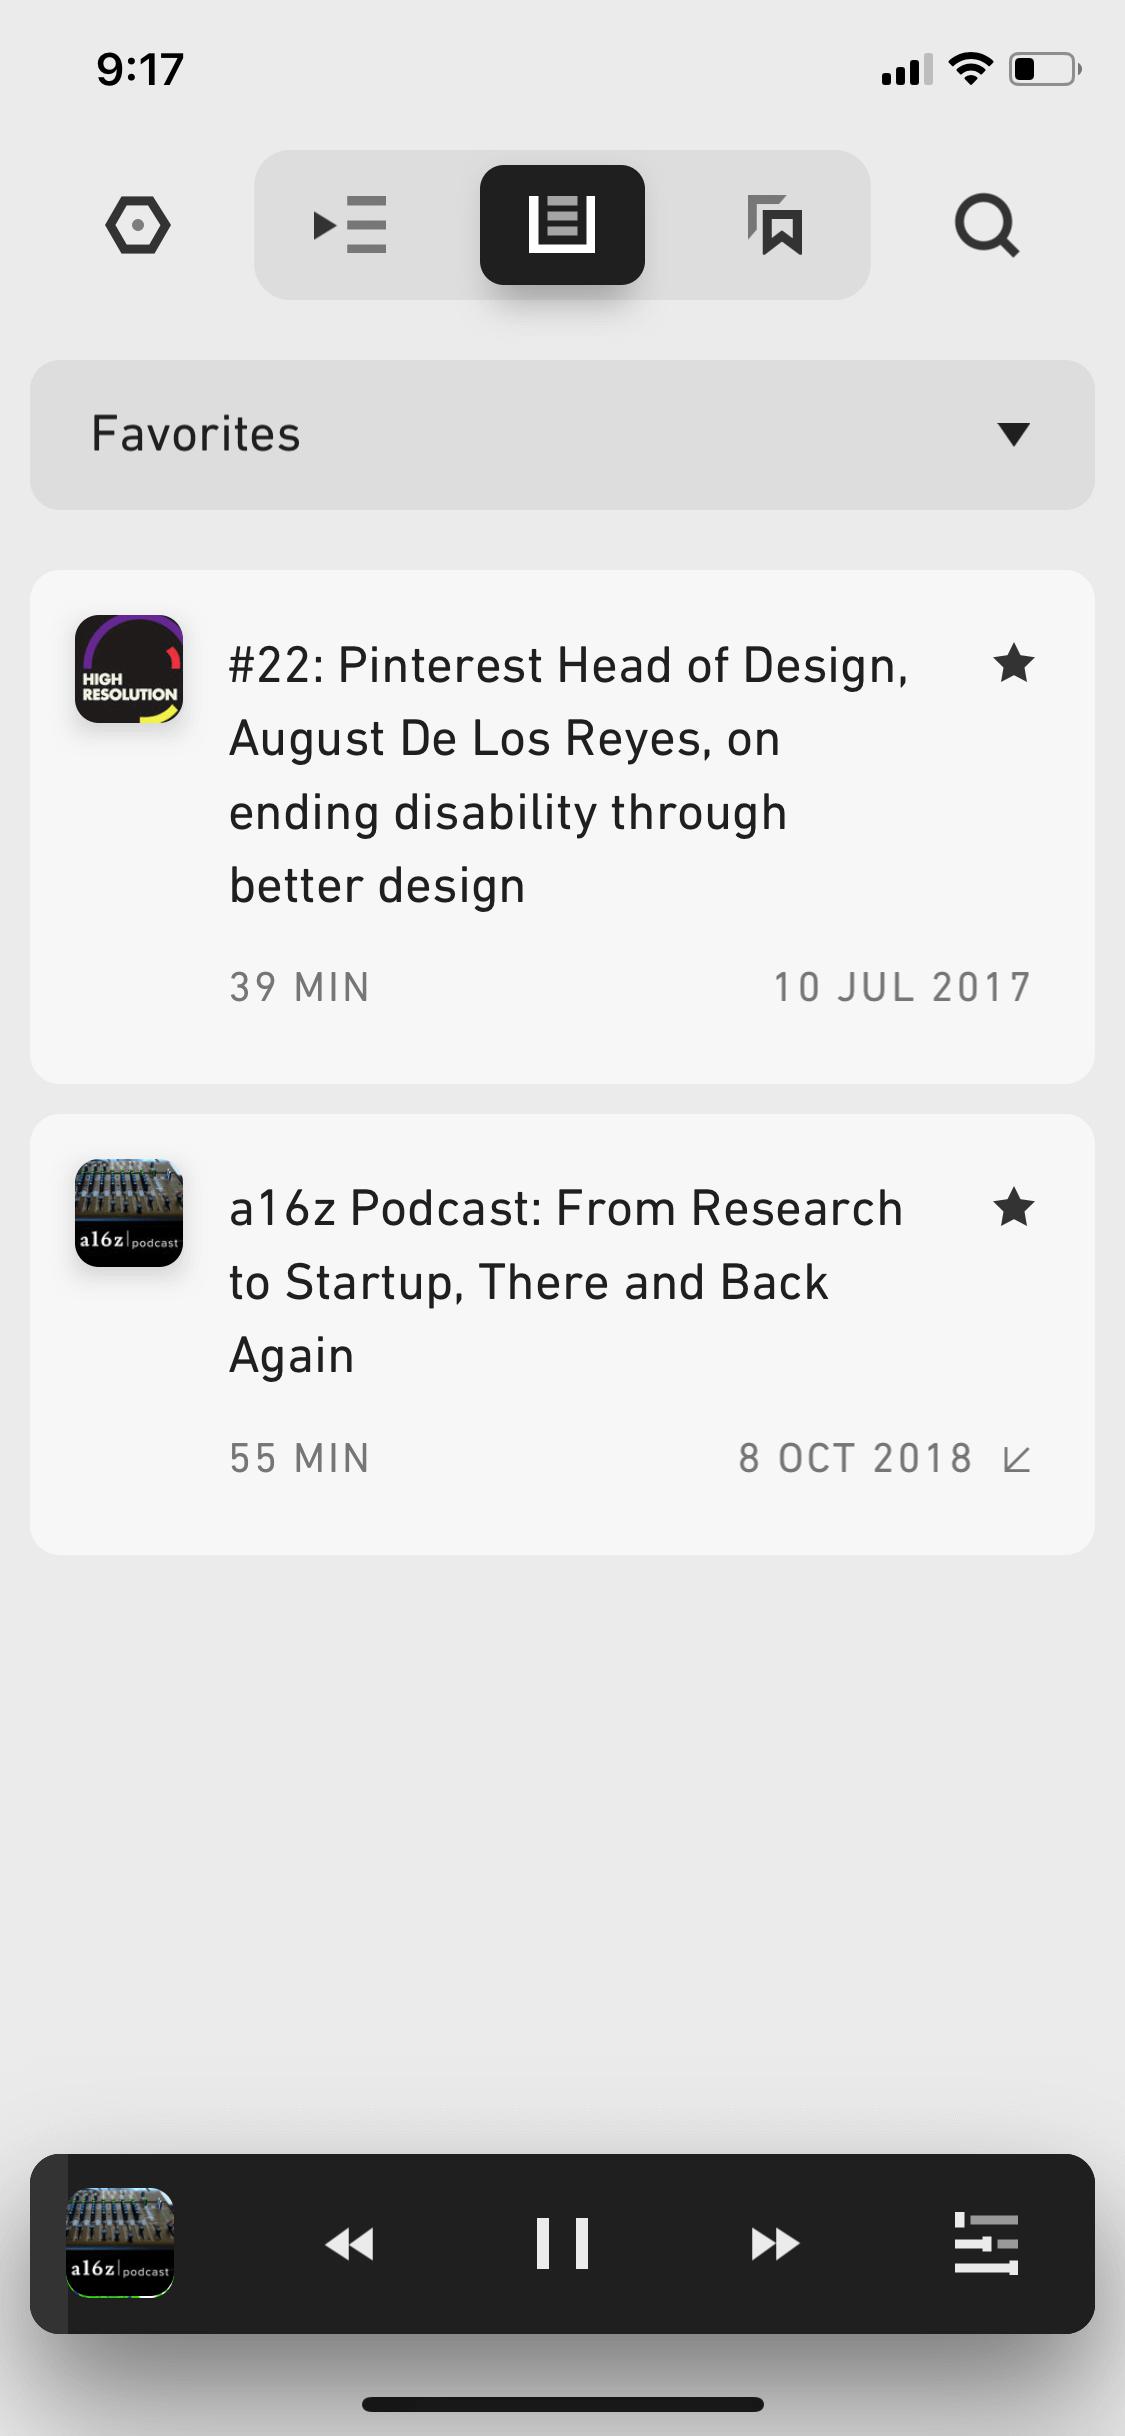 9:17
Favorites
HIGH
RESOLUTION
#22: Pinterest Head of Design,
August De Los Reyes, on
ending disability through
better design
39 MIN
10 JUL 2017
a16z podcast
a16z Podcast: From Research
to Startup, There and Back
Again
55 MIN
8 OCT 2018
a16z podcast